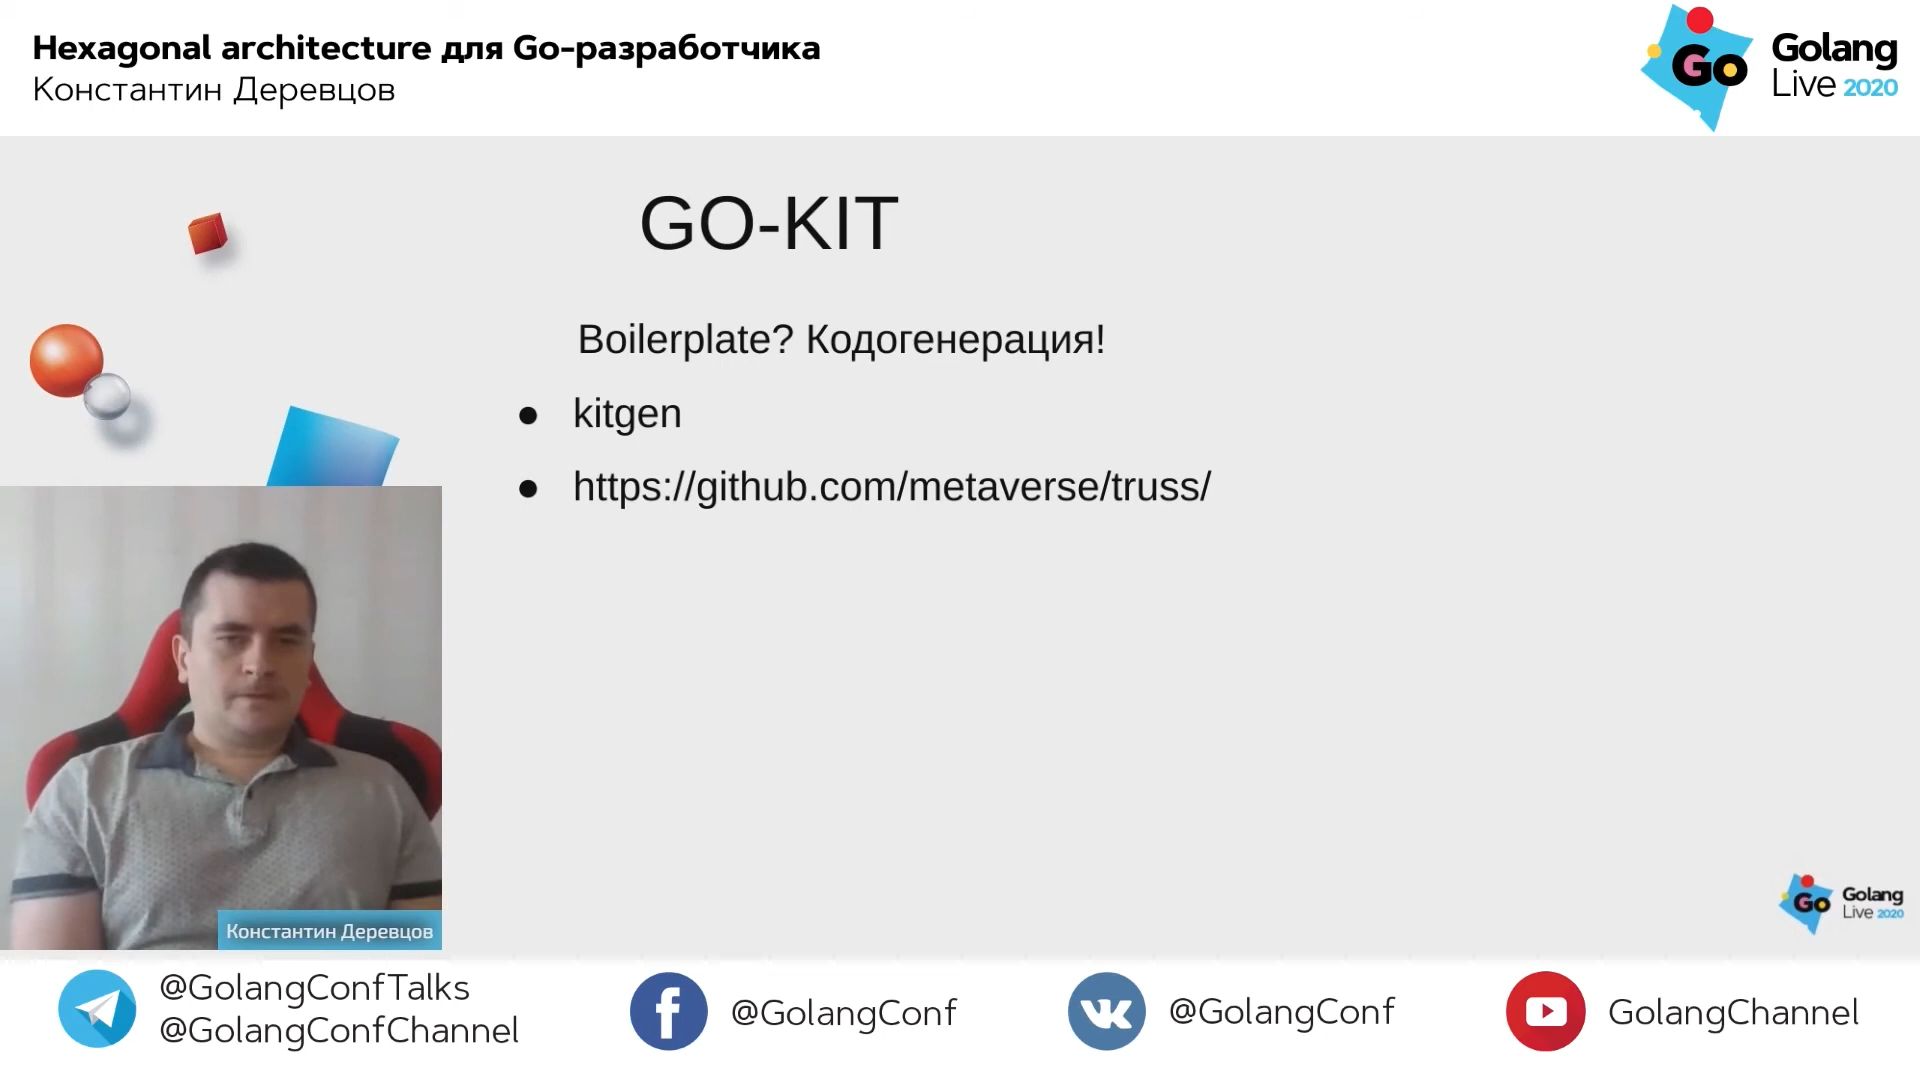 Hexagonal architecture для Go-разработчика
Константин Деревцов
Go
Golang
Live 2020
GO-KIT
Boilerplate? Кодогенерация!
● kitgen
● https://github.com/metaverse/truss/
Константин Деревцов
Go
Golang
Live 2020
@GolangConfTalks
@GolangConfChannel
@GolangConf
@GolangConf
GolangChannel